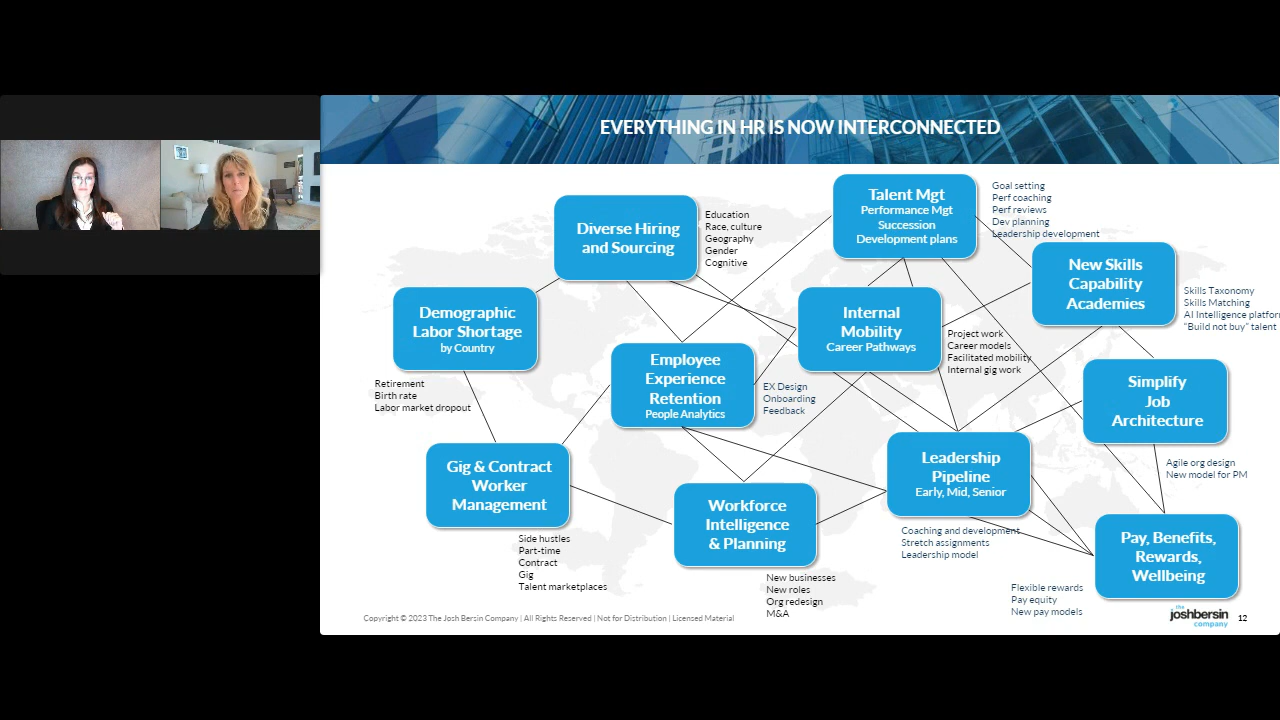 EVERYTHING IN HR IS NOW INTERCONNECTED
Talent Mgt
Performance Mgt
Succession
Development plans
Goal setting
Perf coaching
Perf reviews
Dev planning
Leadership development
Diverse Hiring
and Sourcing
Education
Race, culture
Geography
Gender
Cognitive
New Skills
Capability
Academies
Skills Taxonomy
Skills Matching
AI Intelligence platfor
"Build not buy" talent
Demographic
Labor Shortage
by Country
Retirement
Birth rate
Labor market dropout
Internal
Mobility
Career Pathways
Project work
Career models
Facilitated mobility
Internal gig work
Employee
Experience
Retention
People Analytics
EX Design
Onboarding
Feedback
Simplify
Job
Architecture
Agile org design
New model for PM
Gig & Contract
Worker
Management
Side hustles
Part-time
Contract
Gig
Talent marketplaces
Leadership
Pipeline
Early, Mid, Senior
Coaching and development
Stretch assignments
Leadership model
Workforce
Intelligence
& Planning
New businesses
New roles
Org redesign
M&A
Pay, Benefits,
Rewards,
Wellbeing
Flexible rewards
Pay equity
New pay models
Copyright © 2023 The Josh Bersin Company | All Rights Reserved | Not for Distribution | Licensed Material
the
joshbersin
company
12